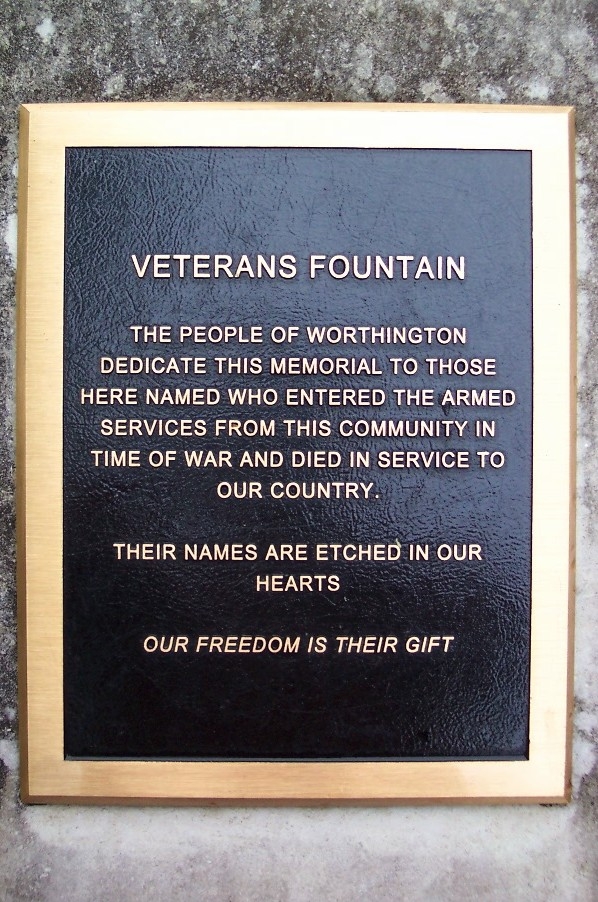 VETERANS FOUNTAIN
THE PEOPLE OF WORTHINGTON
DEDICATE THIS MEMORIAL TO THOSE
HERE NAMED WHO ENTERED THE ARMED
SERVICES FROM THIS COMMUNITY IN
TIME OF WAR AND DIED IN SERVICE TO
OUR COUNTRY.
THEIR NAMES ARE ETCHED IN OUR
HEARTS
OUR FREEDOM IS THEIR GIFT